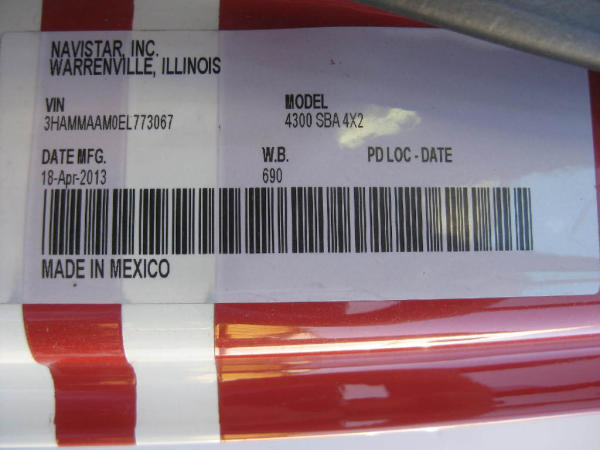 NAVISTAR, INC.
WARRENVILLE, ILLINOIS
VIN MODEL
3HAMMAAM0EL773067 4300 SBA 4X2
DATE MFG. W.B. PD LOC - DATE
18-Apr-2013 690
MADE IN MEXICO